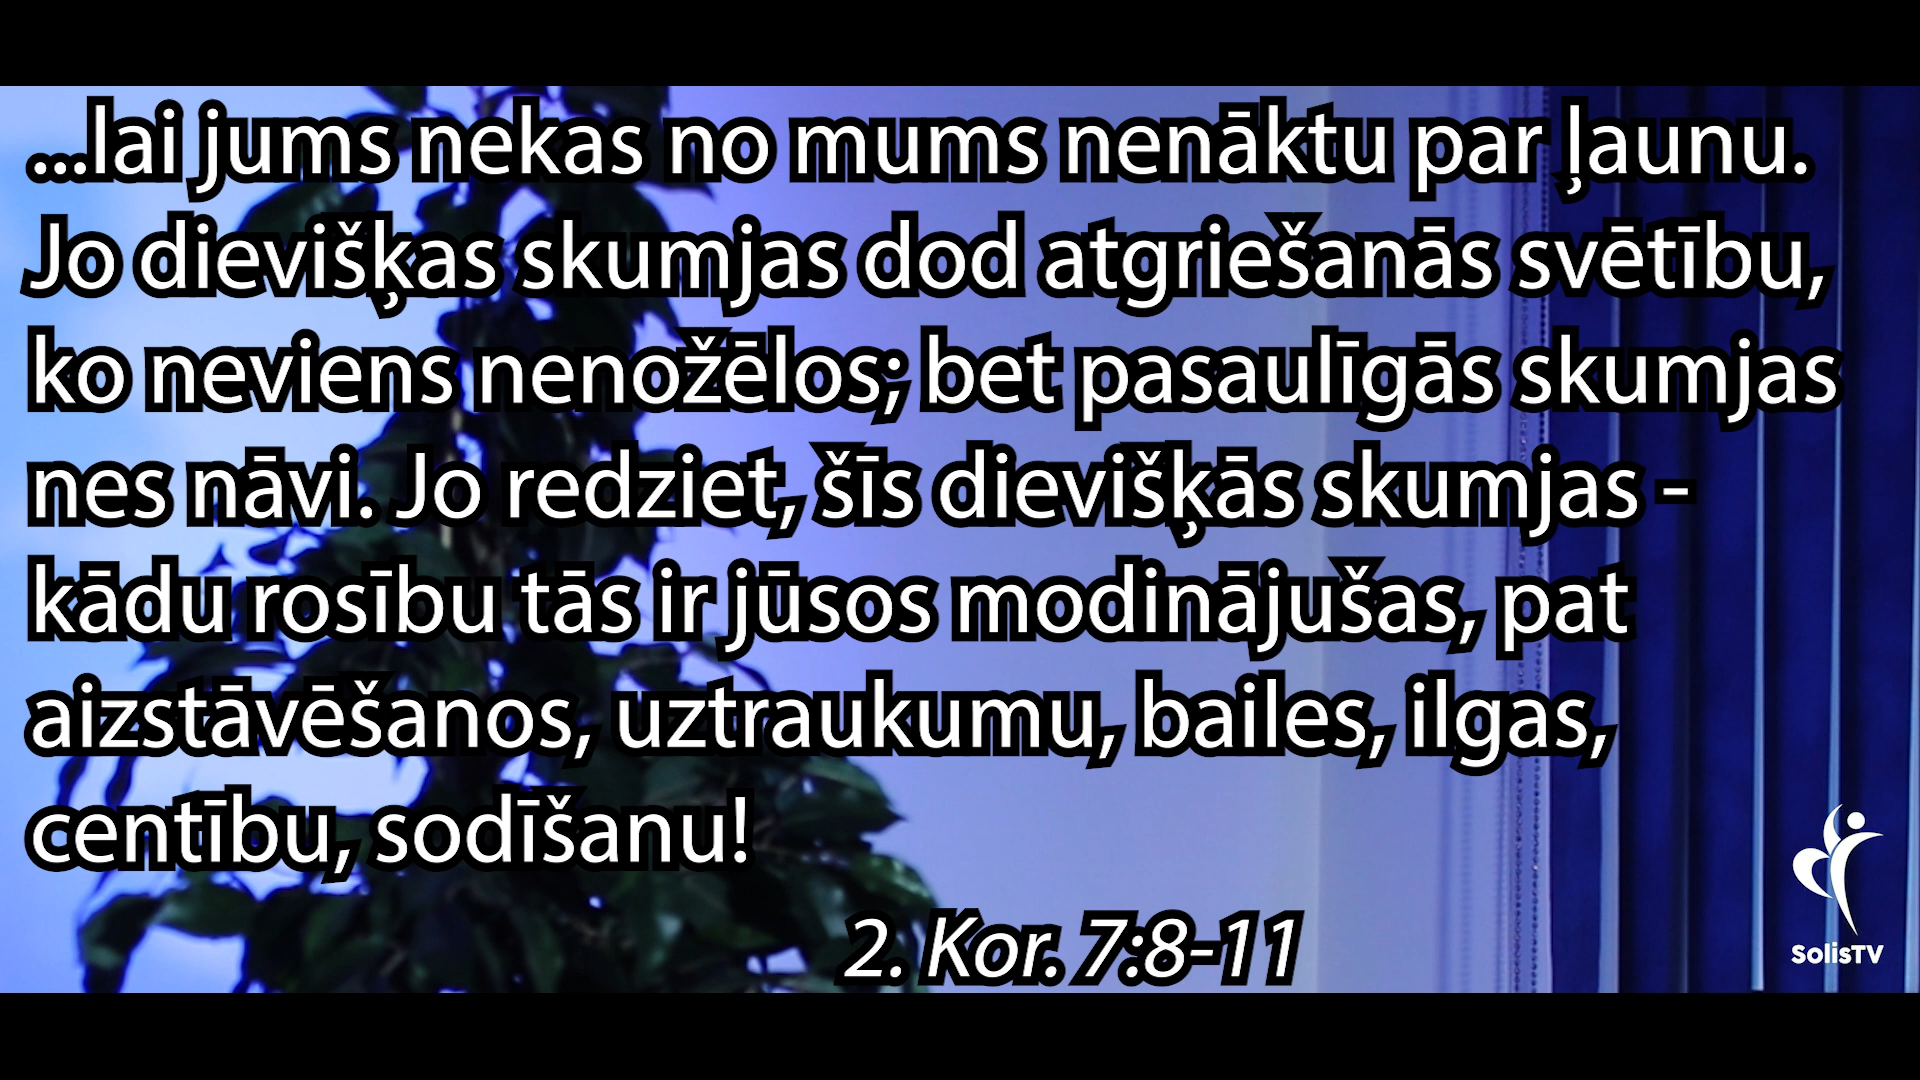 ...lai jums nekas no mums nenāktu par ļaunu.
Jo dievišķas skumjas dod atgriešanās svētību,
ko neviens nenožēlos; bet pasaulīgās skumjas
nes nāvi. Jo redziet, šīs dievišķās skumjas -
kādu rosību tās ir jūsos modinājušas, pat
aizstāvēšanos, uztraukumu, bailes, ilgas,
centību, sodīšanu!
2. Kor. 7:8-11
SolisTV